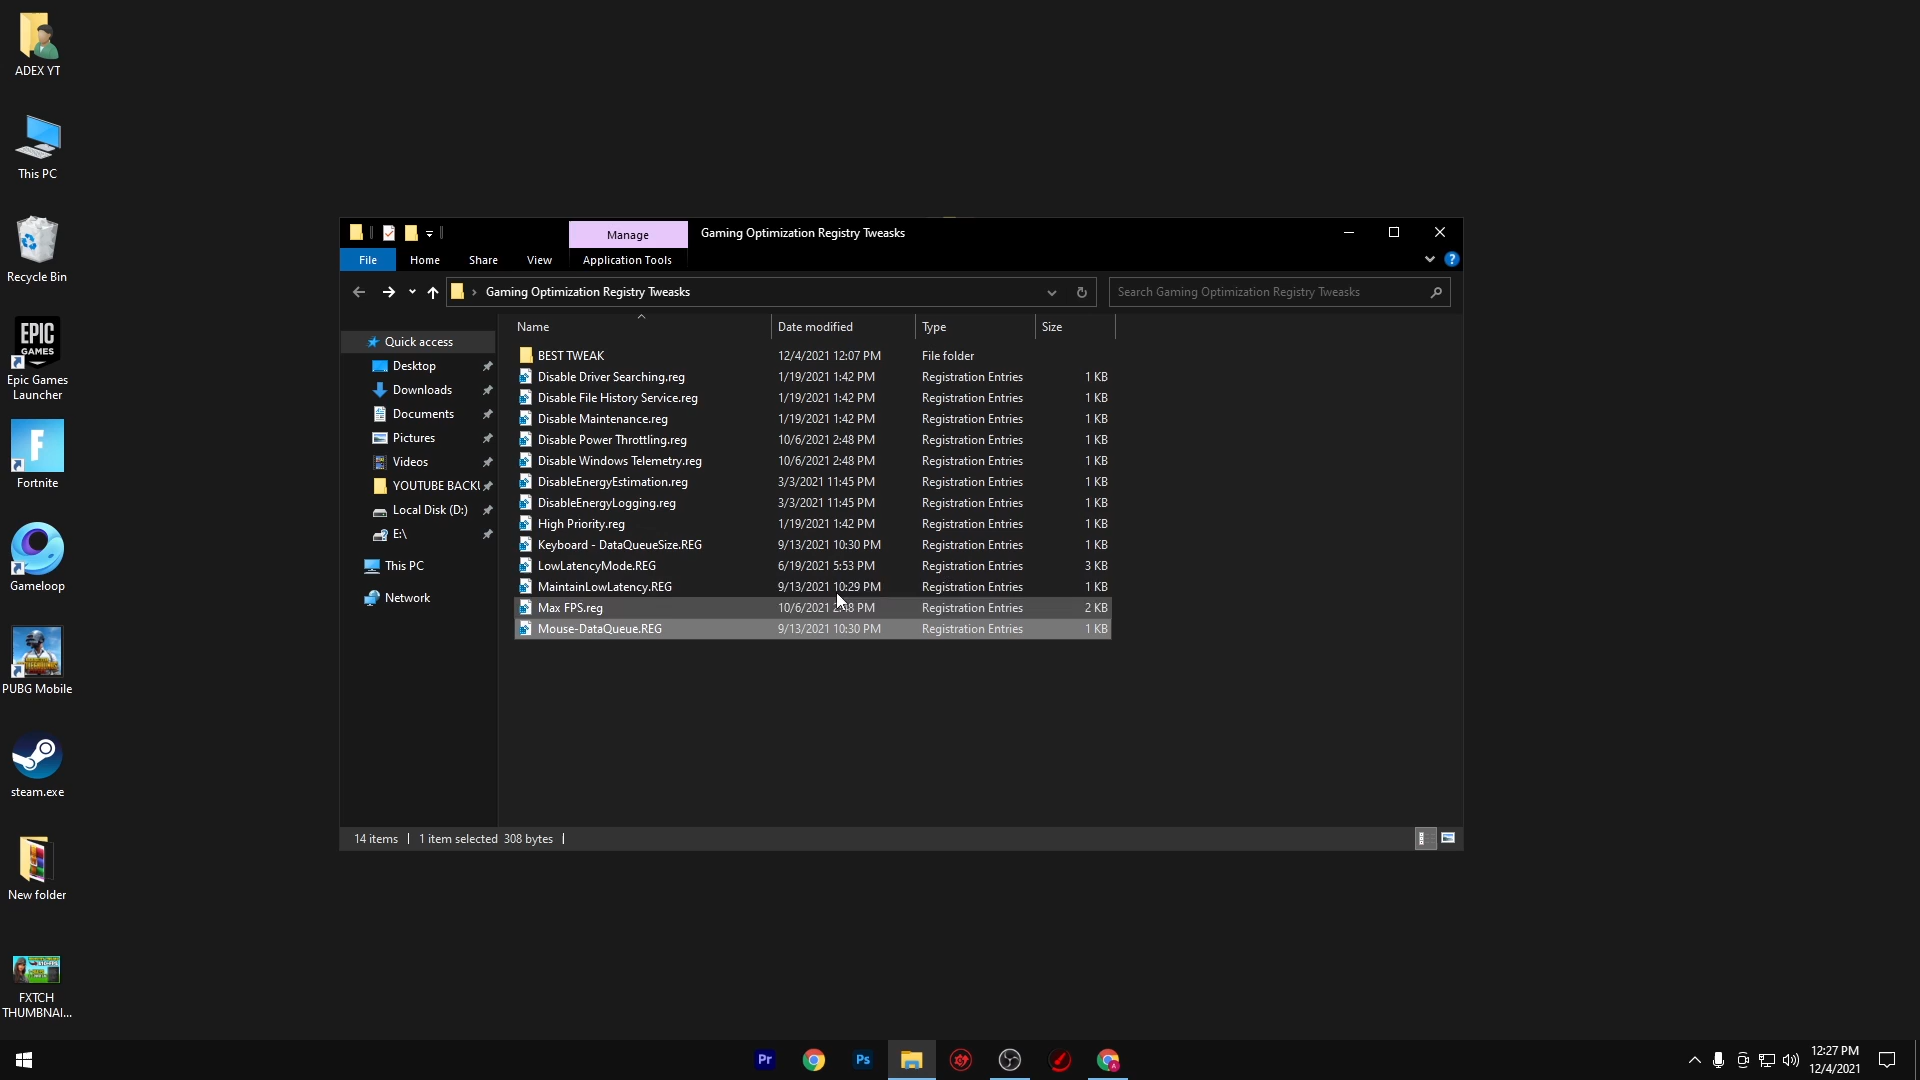 ADEX YT
This PC
Recycle Bin
EPIC
GAMES
Epic Games
Launcher
Fortnite
Gameloop
PUBG Mobile
steam.exe
New folder
FXTCH
THUMBNAI...
Manage
Gaming Optimization Registry Tweasks
File Home Share View Application Tools
Gaming Optimization Registry Tweasks
Search Gaming Optimization Registry Tweasks
Quick access
Desktop
Downloads
Documents
Pictures
Videos
YOUTUBE BACKU
Local Disk (D:)
E:\
This PC
Network
Name Date modified Type Size
BEST TWEAK 12/4/2021 12:07 PM File folder
Disable Driver Searching.reg 1/19/2021 1:42 PM Registration Entries 1 KB
Disable File History Service.reg 1/19/2021 1:42 PM Registration Entries 1 KB
Disable Maintenance.reg 1/19/2021 1:42 PM Registration Entries 1 KB
Disable Power Throttling.reg 10/6/2021 2:48 PM Registration Entries 1 KB
Disable Windows Telemetry.reg 10/6/2021 2:48 PM Registration Entries 1 KB
DisableEnergyEstimation.reg 3/3/2021 11:45 PM Registration Entries 1 KB
DisableEnergyLogging.reg 3/3/2021 11:45 PM Registration Entries 1 KB
High Priority.reg 1/19/2021 1:42 PM Registration Entries 1 KB
Keyboard - DataQueueSize.REG 9/13/2021 10:30 PM Registration Entries 1 KB
LowLatencyMode.REG 6/19/2021 5:53 PM Registration Entries 3 KB
MaintainLowLatency.REG 9/13/2021 10:29 PM Registration Entries 1 KB
Max FPS.reg 10/6/2021 2:48 PM Registration Entries 2 KB
Mouse-DataQueue.REG 9/13/2021 10:30 PM Registration Entries 1 KB
14 items 1 item selected 308 bytes
Pr
Ps
12:27 PM
12/4/2021